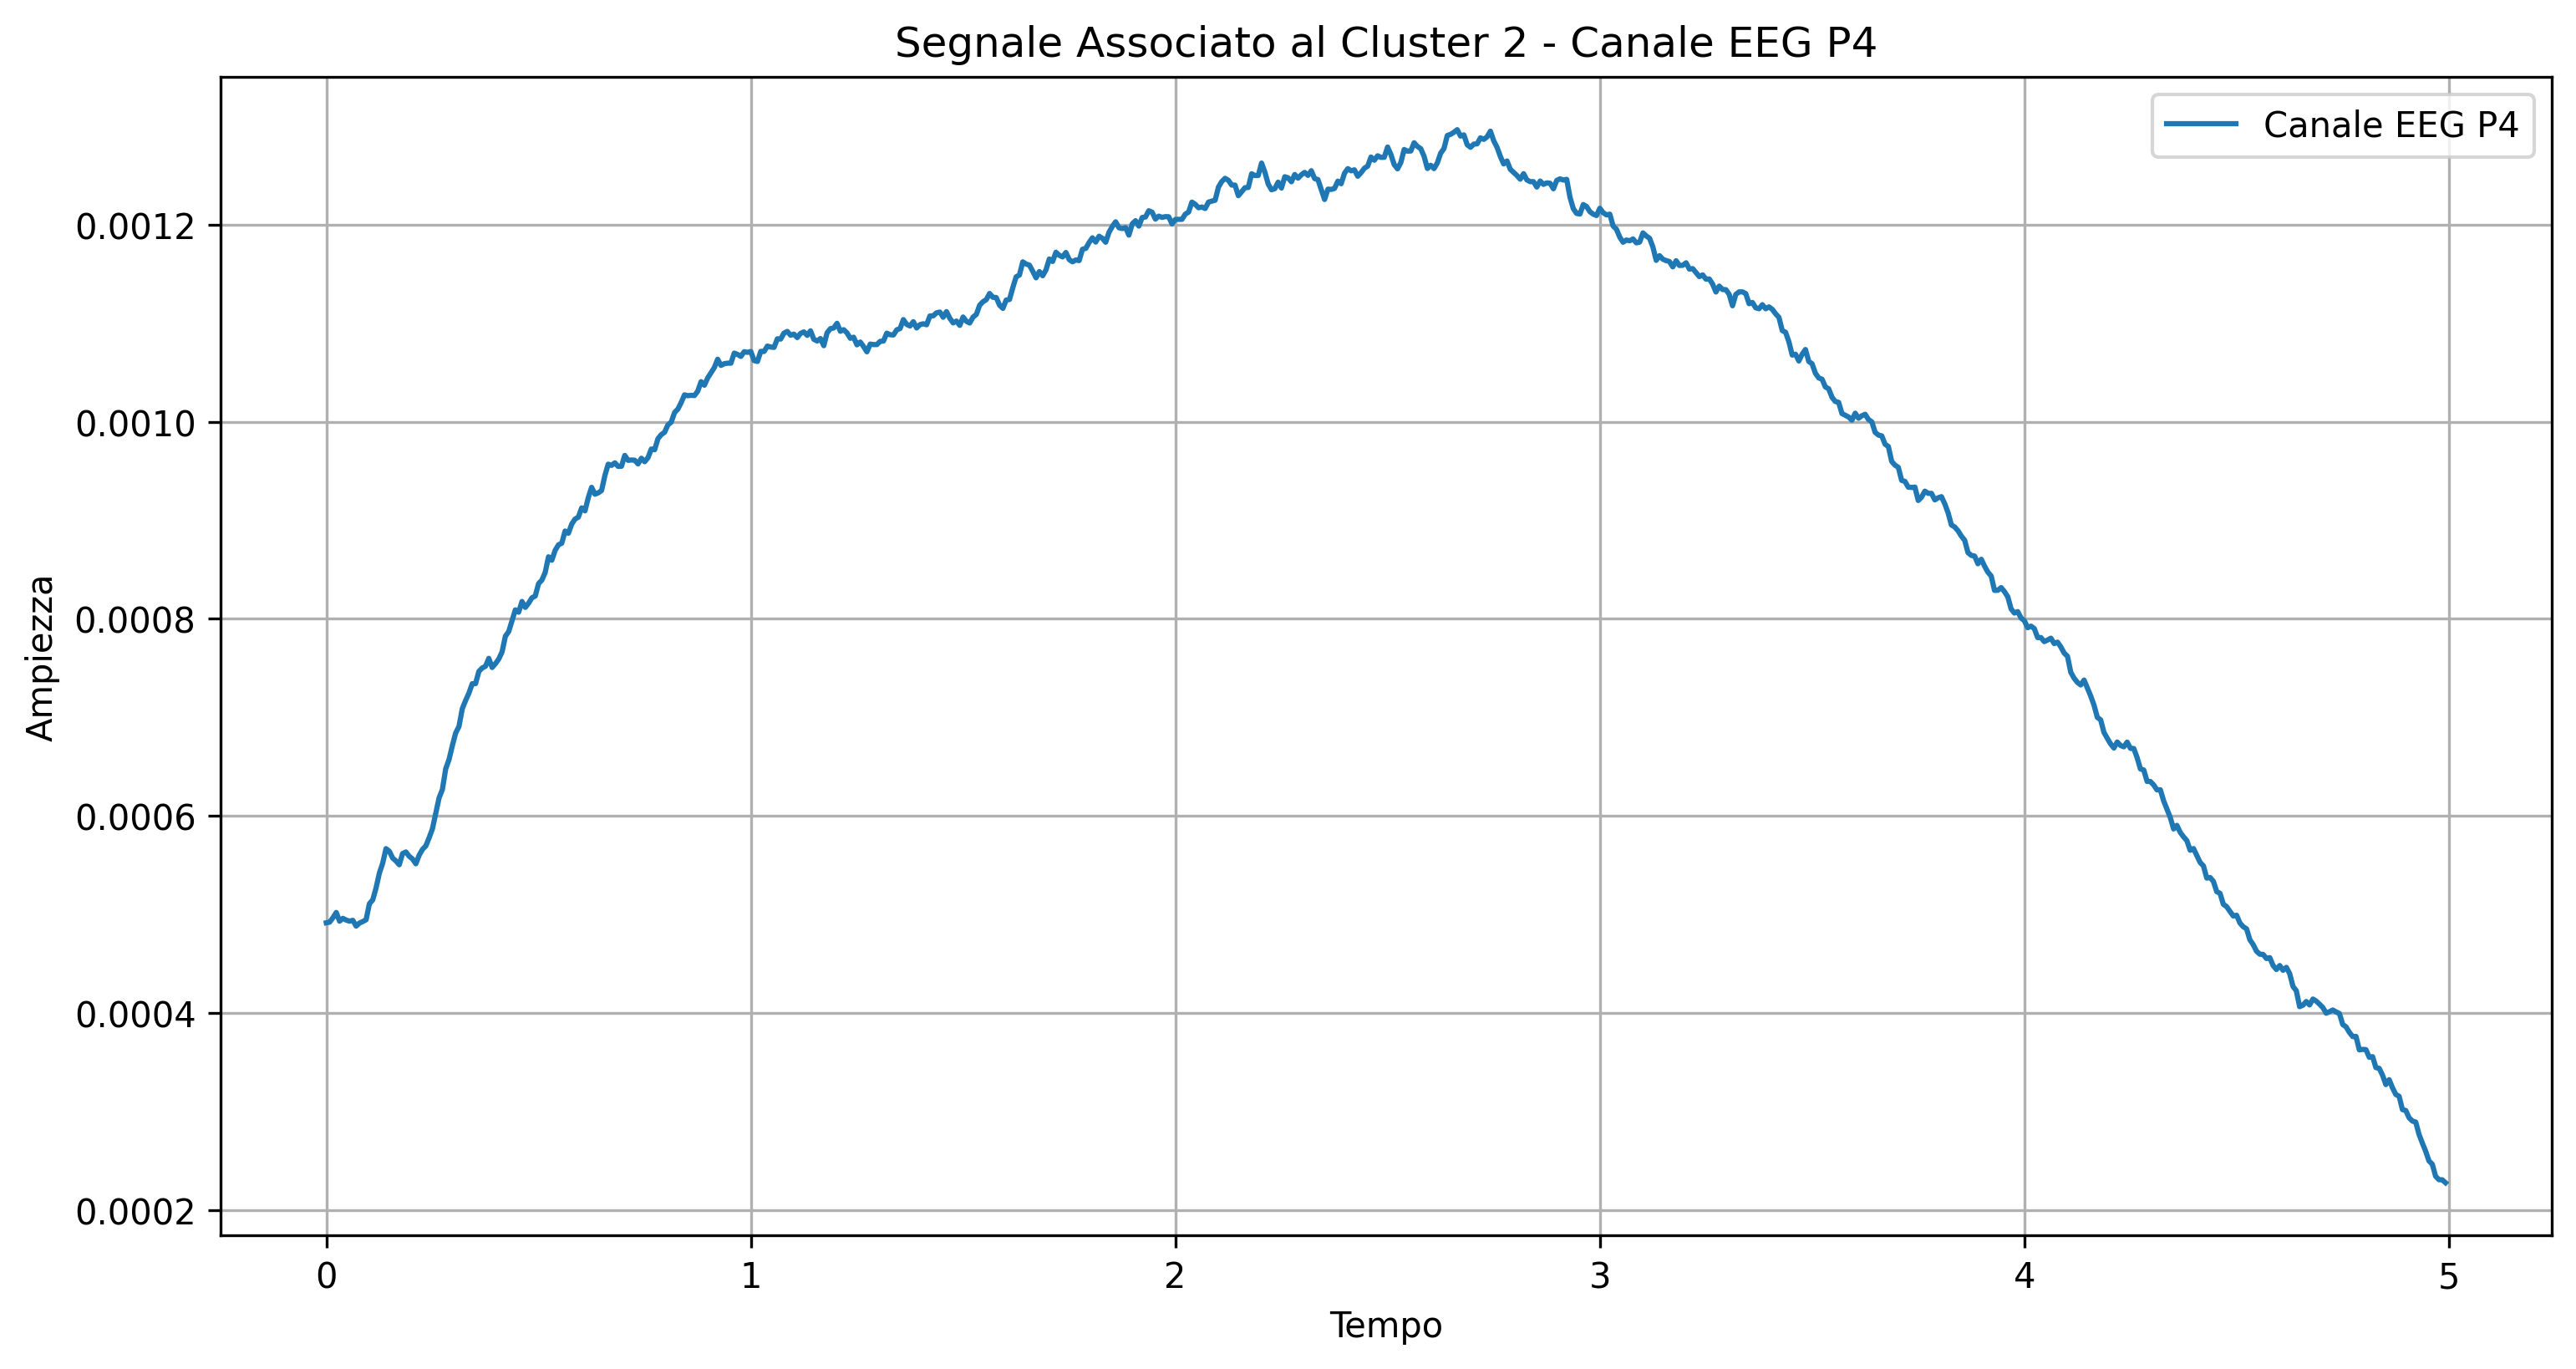 Segnale Associato al Cluster 2 - Canale EEG P4
Canale EEG P4
Ampiezza
0.0012
0.0010
0.0008
0.0006
0.0004
0.0002
0 1 2 3 4 5
Tempo